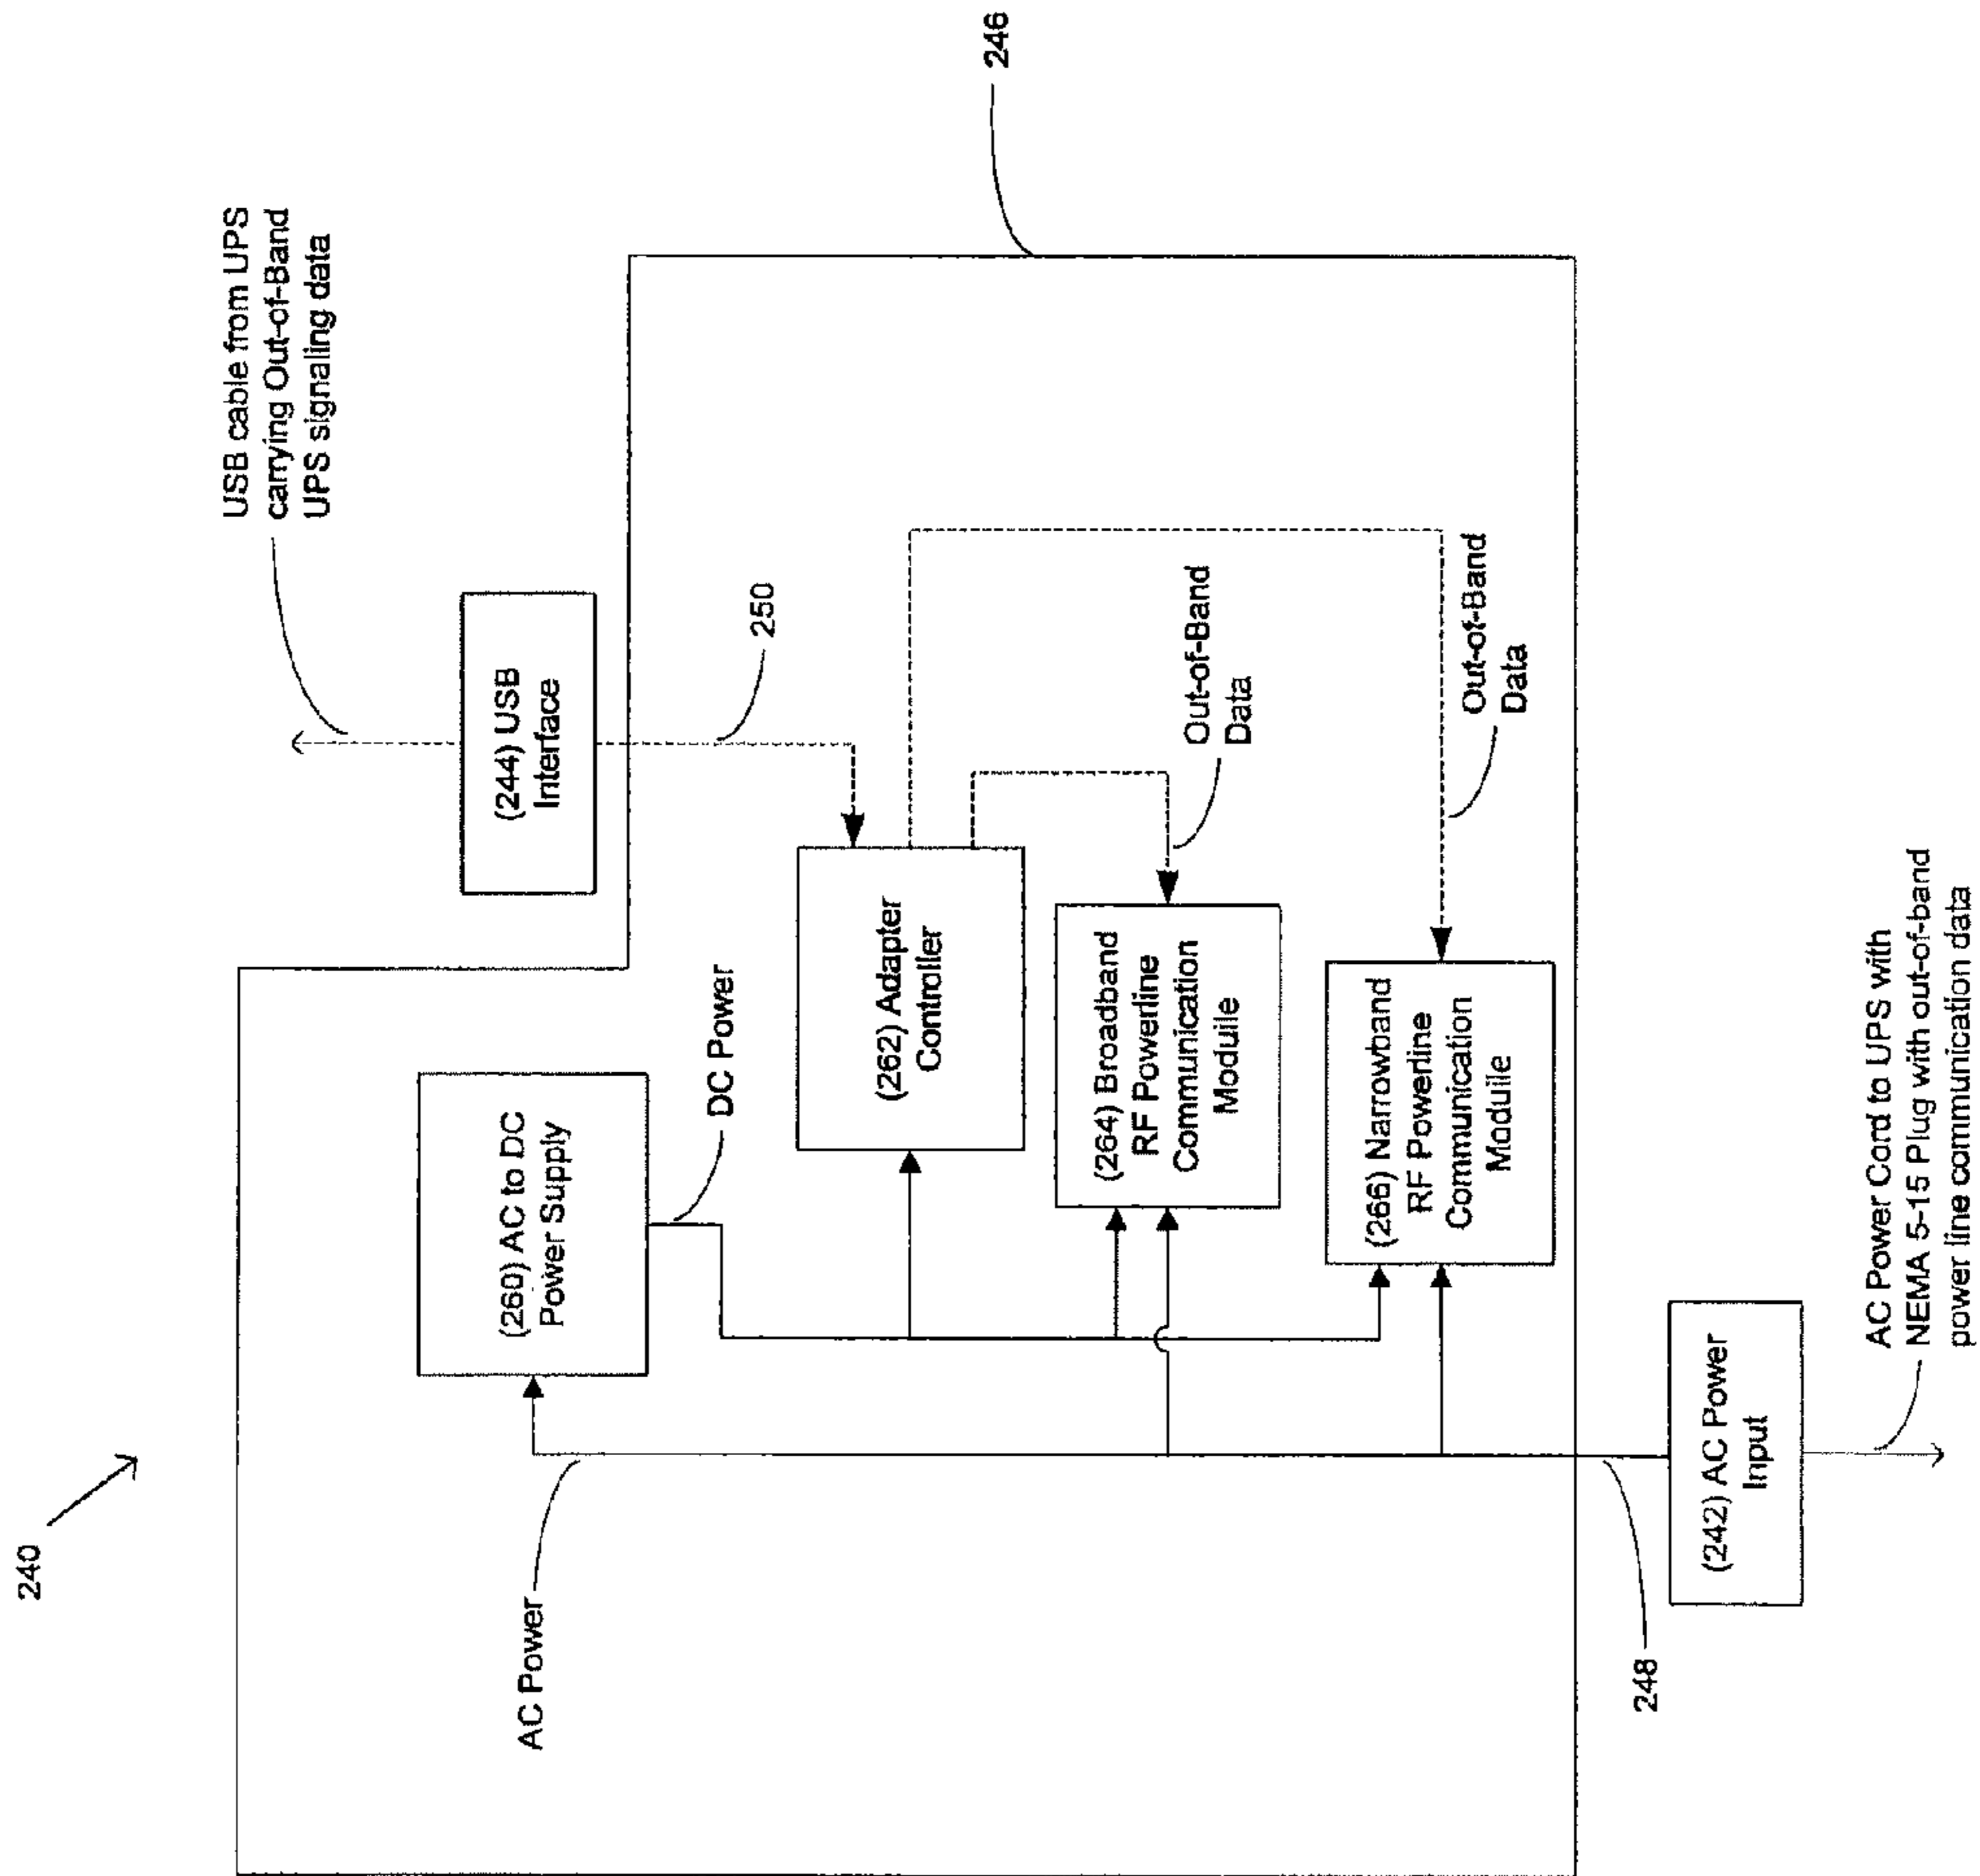 240
USB cable from UPS
carrying Out-of-Band
UPS signaling data
246
(244) USB
Interface
250
(260) AC to DC
Power Supply
AC Power
DC Power
(262) Adapter
Controller
(264) Broadband
RF Powerline
Communication
Module
Out-of-Band
Data
(266) Narrowband
RF Powerline
Communication
Module
Out-of-Band
Data
248
(242) AC Power
Input
AC Power Cord to UPS with
NEMA 5-15 Plug with out-of-band
power line communication data